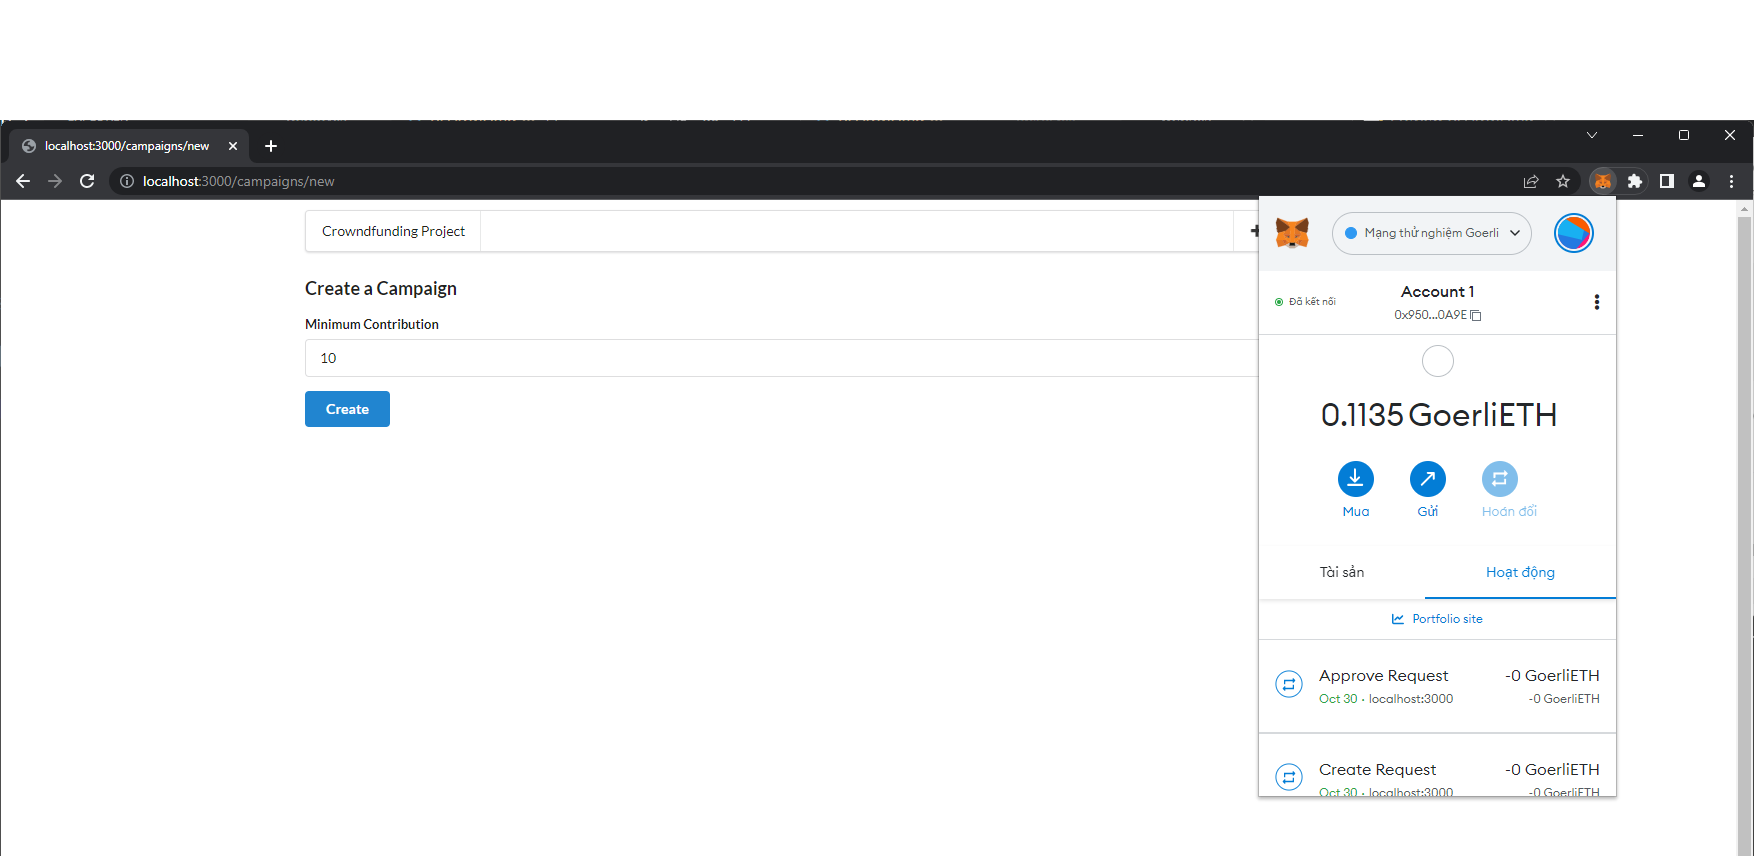 localhost:3000/campaigns/new
localhost:3000/campaigns/new
Crowndfunding Project
Create a Campaign
Minimum Contribution
10
Create
Mạng thử nghiệm Goerli
Đã kết nối
Account 1
0x950...0A9E
0.1135 GoerliETH
Mua
Gửi
Hoán đổi
Tài sản
Hoạt động
Portfolio site
Approve Request
-0 GoerliETH
Oct 30 · localhost:3000
-0 GoerliETH
Create Request
-0 GoerliETH
Oct 30 · localhost:3000
-0 GoerliETH